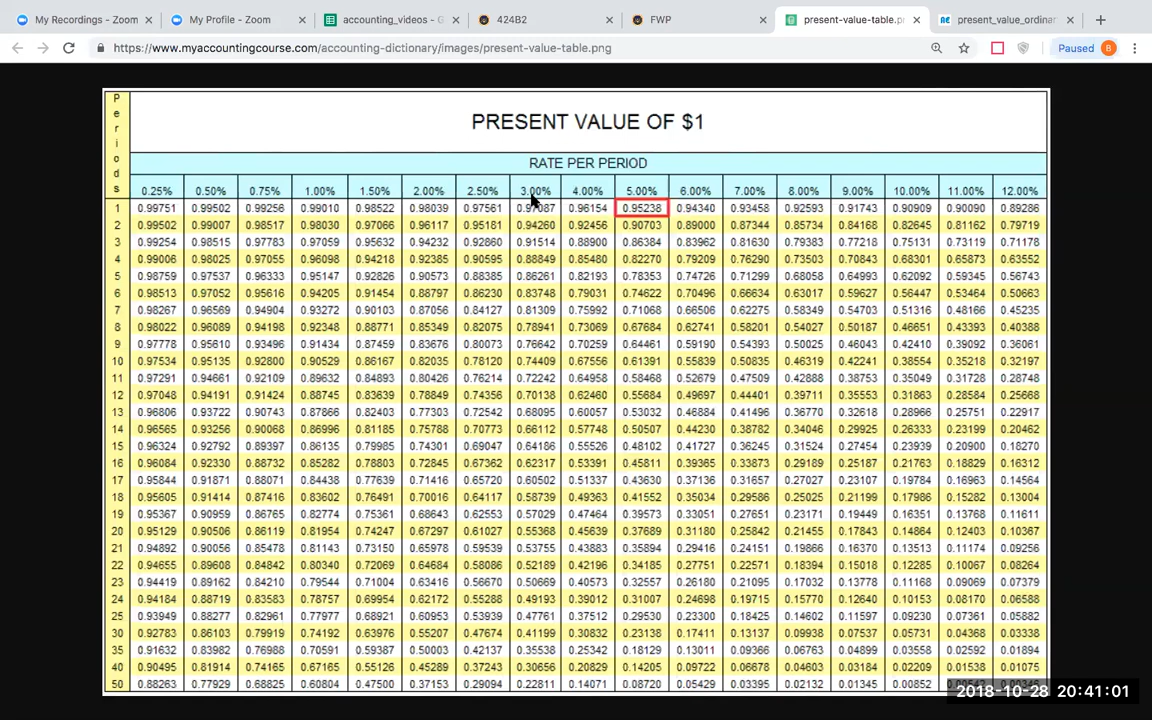 My Recordings - Zoom
My Profile - Zoom
accounting_videos - G
424B2
FWP
present-value-table.p
present_value_ordina
https://www.myaccountingcourse.com/accounting-dictionary/images/present-value-table.png
Paused
B
Periods
PRESENT VALUE OF $1
RATE PER PERIOD
0.25% 0.50% 0.75% 1.00% 1.50% 2.00% 2.50% 3.00% 4.00% 5.00% 6.00% 7.00% 8.00% 9.00% 10.00% 11.00% 12.00%
1 0.99751 0.99502 0.99256 0.99010 0.98522 0.98039 0.97561 0.97087 0.96154 0.95238 0.94340 0.93458 0.92593 0.91743 0.90909 0.90090 0.89286
2 0.99502 0.99007 0.98517 0.98030 0.97066 0.96117 0.95181 0.94260 0.92456 0.90703 0.89000 0.87344 0.85734 0.84168 0.82645 0.81162 0.79719
3 0.99254 0.98515 0.97783 0.97059 0.95632 0.94232 0.92860 0.91514 0.88900 0.86384 0.83962 0.81630 0.79383 0.77218 0.75131 0.73119 0.71178
4 0.99006 0.98025 0.97055 0.96098 0.94218 0.92385 0.90595 0.88849 0.85480 0.82270 0.79209 0.76290 0.73503 0.70843 0.68301 0.65873 0.63552
5 0.98759 0.97537 0.96333 0.95147 0.92826 0.90573 0.88385 0.86261 0.82193 0.78353 0.74726 0.71299 0.68058 0.64993 0.62092 0.59345 0.56743
6 0.98513 0.97052 0.95616 0.94205 0.91454 0.88797 0.86230 0.83748 0.79031 0.74622 0.70496 0.66634 0.63017 0.59627 0.56447 0.53464 0.50663
7 0.98267 0.96569 0.94904 0.93272 0.90103 0.87056 0.84127 0.81309 0.75992 0.71068 0.66506 0.62275 0.58349 0.54703 0.51316 0.48166 0.45235
8 0.98022 0.96089 0.94198 0.92348 0.88771 0.85349 0.82075 0.78941 0.73069 0.67684 0.62741 0.58201 0.54027 0.50187 0.46651 0.43393 0.40388
9 0.97778 0.95610 0.93496 0.91434 0.87459 0.83676 0.80073 0.76642 0.70259 0.64461 0.59190 0.54393 0.50025 0.46043 0.42410 0.39092 0.36061
10 0.97534 0.95135 0.92800 0.90529 0.86167 0.82035 0.78120 0.74409 0.67556 0.61391 0.55839 0.50835 0.46319 0.42241 0.38554 0.35218 0.32197
11 0.97291 0.94661 0.92109 0.89632 0.84893 0.80426 0.76214 0.72242 0.64958 0.58468 0.52679 0.47509 0.42888 0.38753 0.35049 0.31728 0.28748
12 0.97048 0.94191 0.91424 0.88745 0.83639 0.78849 0.74356 0.70138 0.62460 0.55684 0.49697 0.44401 0.39711 0.35553 0.31863 0.28584 0.25668
13 0.96806 0.93722 0.90743 0.87866 0.82403 0.77303 0.72542 0.68095 0.60057 0.53032 0.46884 0.41496 0.36770 0.32618 0.28966 0.25751 0.22917
14 0.96565 0.93256 0.90068 0.86996 0.81185 0.75788 0.70773 0.66112 0.57748 0.50507 0.44230 0.38782 0.34046 0.29925 0.26333 0.23199 0.20462
15 0.96324 0.92792 0.89397 0.86135 0.79985 0.74301 0.69047 0.64186 0.55526 0.48102 0.41727 0.36245 0.31524 0.27454 0.23939 0.20900 0.18270
16 0.96084 0.92330 0.88732 0.85282 0.78803 0.72845 0.67362 0.62317 0.53391 0.45811 0.39365 0.33873 0.29189 0.25187 0.21763 0.18829 0.16312
17 0.95844 0.91871 0.88071 0.84438 0.77639 0.71416 0.65720 0.60502 0.51337 0.43630 0.37136 0.31657 0.27027 0.23107 0.19784 0.16963 0.14564
18 0.95605 0.91414 0.87416 0.83602 0.76491 0.70016 0.64117 0.58739 0.49363 0.41552 0.35034 0.29586 0.25025 0.21199 0.17986 0.15282 0.13004
19 0.95367 0.90959 0.86765 0.82774 0.75361 0.68643 0.62553 0.57029 0.47464 0.39573 0.33051 0.27651 0.23171 0.19449 0.16351 0.13768 0.11611
20 0.95129 0.90506 0.86119 0.81954 0.74247 0.67297 0.61027 0.55368 0.45639 0.37689 0.31180 0.25842 0.21455 0.17843 0.14864 0.12403 0.10367
21 0.94892 0.90056 0.85478 0.81143 0.73150 0.65978 0.59539 0.53755 0.43883 0.35894 0.29416 0.24151 0.19866 0.16370 0.13513 0.11174 0.09256
22 0.94655 0.89608 0.84842 0.80340 0.72069 0.64684 0.58086 0.52189 0.42196 0.34185 0.27751 0.22571 0.18394 0.15018 0.12285 0.10067 0.08264
23 0.94419 0.89162 0.84210 0.79544 0.71004 0.63416 0.56670 0.50669 0.40573 0.32557 0.26180 0.21095 0.17032 0.13778 0.11168 0.09069 0.07379
24 0.94184 0.88719 0.83583 0.78757 0.69954 0.62172 0.55288 0.49193 0.39012 0.31007 0.24698 0.19715 0.15770 0.12640 0.10153 0.08170 0.06588
25 0.93949 0.88277 0.82961 0.77977 0.68921 0.60953 0.53939 0.47761 0.37512 0.29530 0.23300 0.18425 0.14602 0.11597 0.09230 0.07361 0.05882
30 0.92783 0.86103 0.79919 0.74192 0.63976 0.55207 0.47674 0.41199 0.30832 0.23138 0.17411 0.13137 0.09938 0.07537 0.05731 0.04368 0.03338
35 0.91632 0.83982 0.76988 0.70591 0.59387 0.50003 0.42137 0.35538 0.25342 0.18129 0.13011 0.09366 0.06763 0.04899 0.03558 0.02592 0.01894
40 0.90495 0.81914 0.74165 0.67165 0.55126 0.45289 0.37243 0.30656 0.20829 0.14205 0.09722 0.06678 0.04603 0.03184 0.02209 0.01538 0.01075
50 0.88263 0.77929 0.68825 0.60804 0.47500 0.37153 0.29094 0.22811 0.14071 0.08720 0.05429 0.03395 0.02132 0.01345 0.00852
2018-10-28 20:41:01